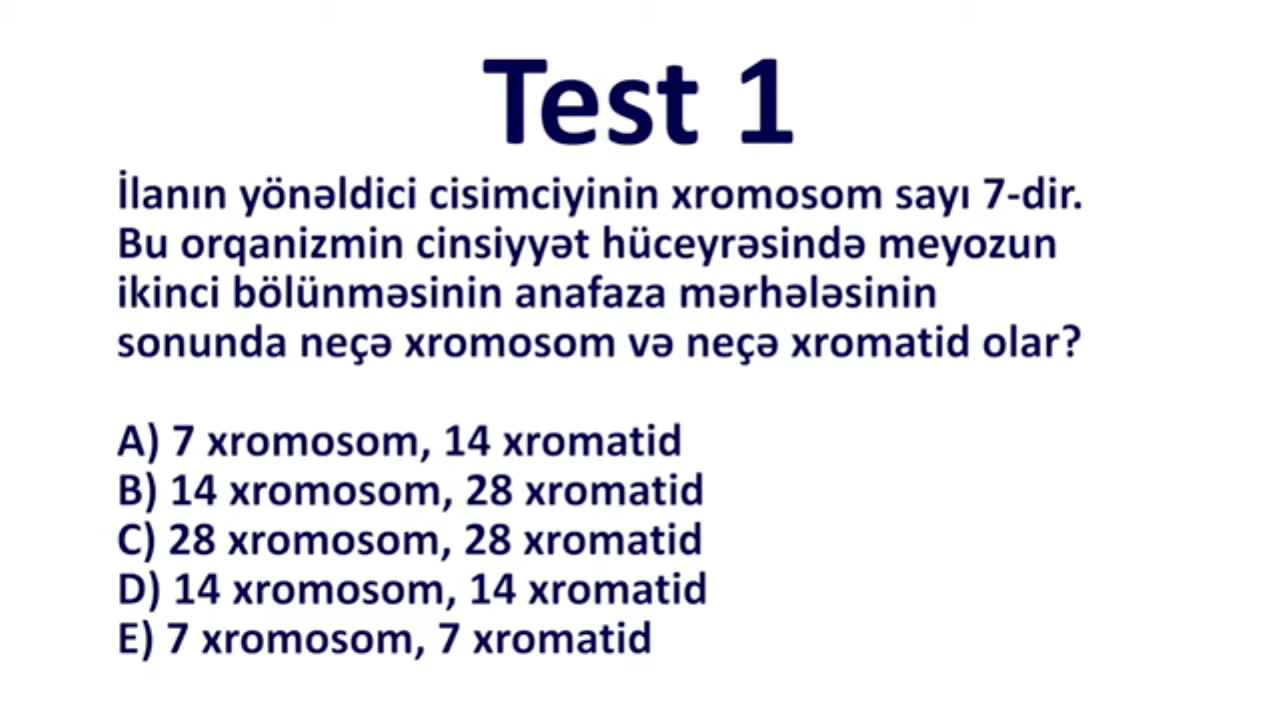 Test 1
İlanın yönəldici cisimciyinin xromosom sayı 7-dir.
Bu orqanizmin cinsiyyət hüceyrəsində meyozun
ikinci bölünməsinin anafaza mərhələsinin
sonunda neçə xromosom və neçə xromatid olar?
A) 7 xromosom, 14 xromatid
B) 14 xromosom, 28 xromatid
C) 28 xromosom, 28 xromatid
D) 14 xromosom, 14 xromatid
E) 7 xromosom, 7 xromatid